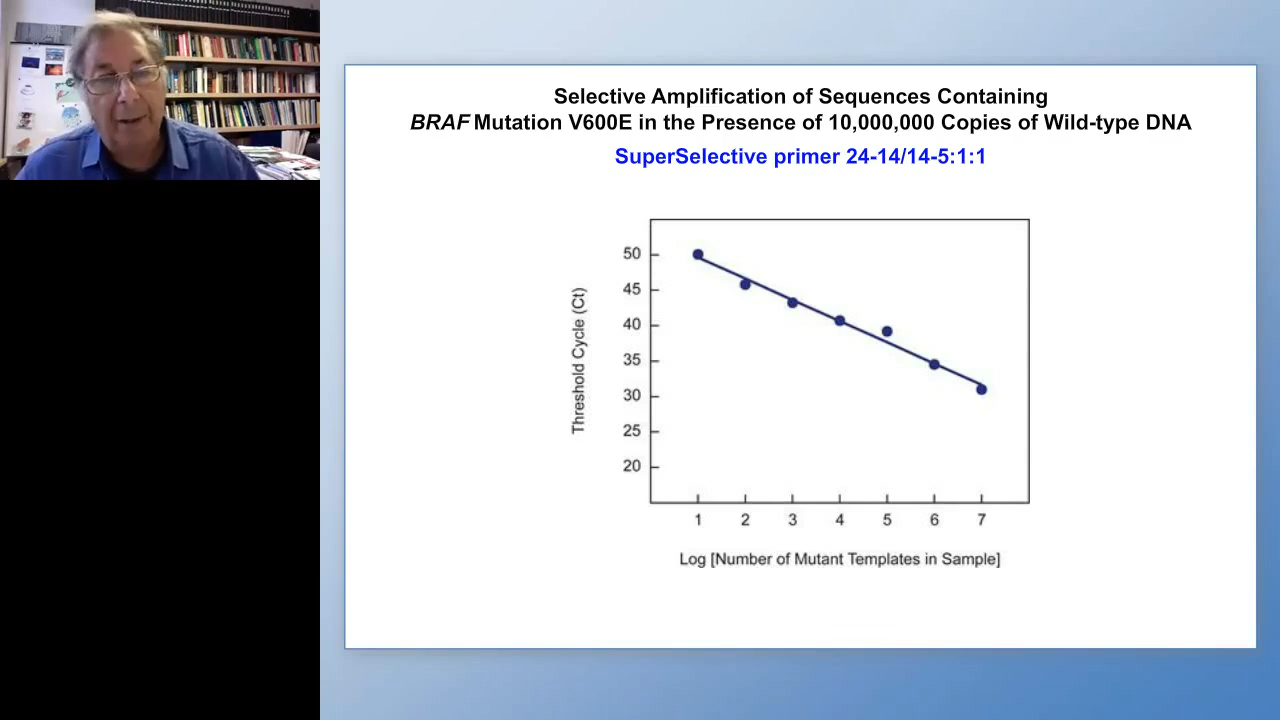 Selective Amplification of Sequences Containing
BRAF Mutation V600E in the Presence of 10,000,000 Copies of Wild-type DNA
SuperSelective primer 24-14/14-5:1:1
Threshold Cycle (Ct)
50
45
40
35
30
25
20
1 2 3 4 5 6 7
Log [Number of Mutant Templates in Sample]